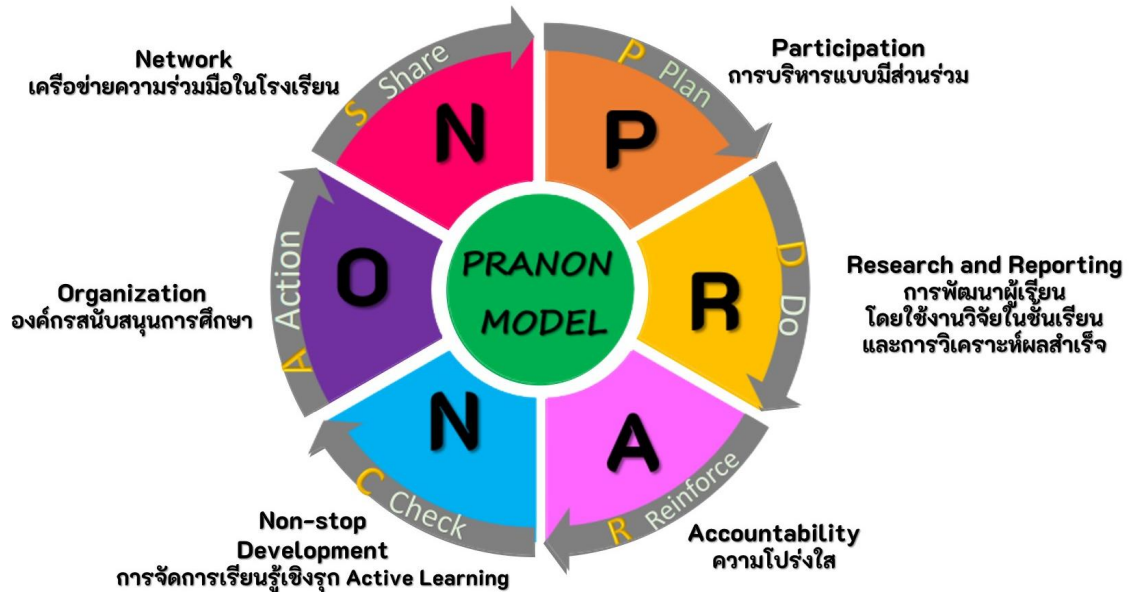 PRANON
MODEL
P
P Plan
Participation
การบริหารแบบมีส่วนร่วม
R
D Do
Research and Reporting
การพัฒนาผู้เรียน
โดยใช้งานวิจัยในชั้นเรียน
และการวิเคราะห์ผลสำเร็จ
A
R Reinforce
Accountability
ความโปร่งใส
N
C Check
Non-stop
Development
การจัดการเรียนรู้เชิงรุก Active Learning
O
A Action
Organization
องค์กรสนับสนุนการศึกษา
N
S Share
Network
เครือข่ายความร่วมมือในโรงเรียน